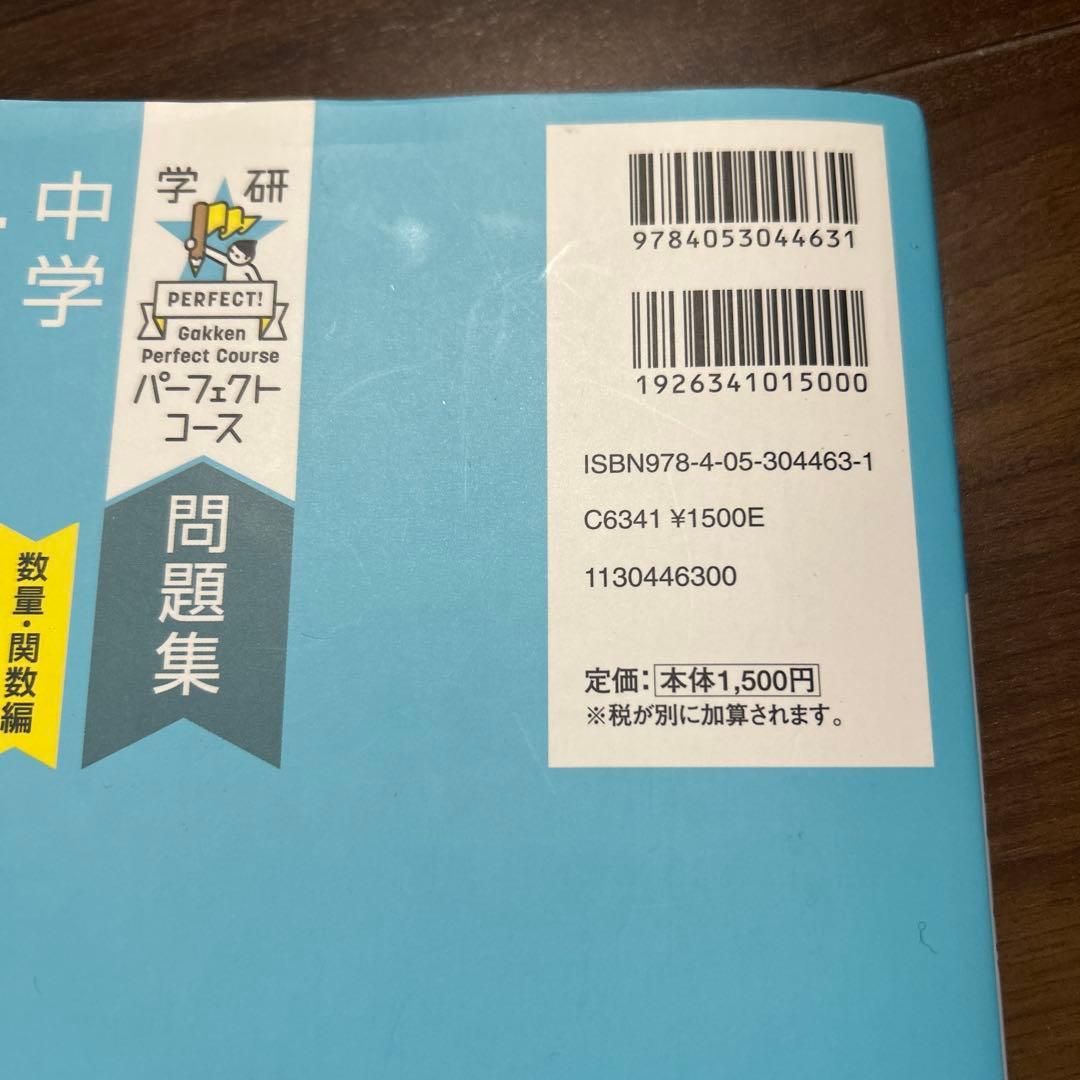 中学
学研
PERFECT!
Gakken
Perfect Course
パーフェクト
コース
問題集
数量・関数編
9784053044631
1926341015000
ISBN978-4-05-304463-1
C6341 ¥1500E
1130446300
定価：本体1,500円
※税が別に加算されます。